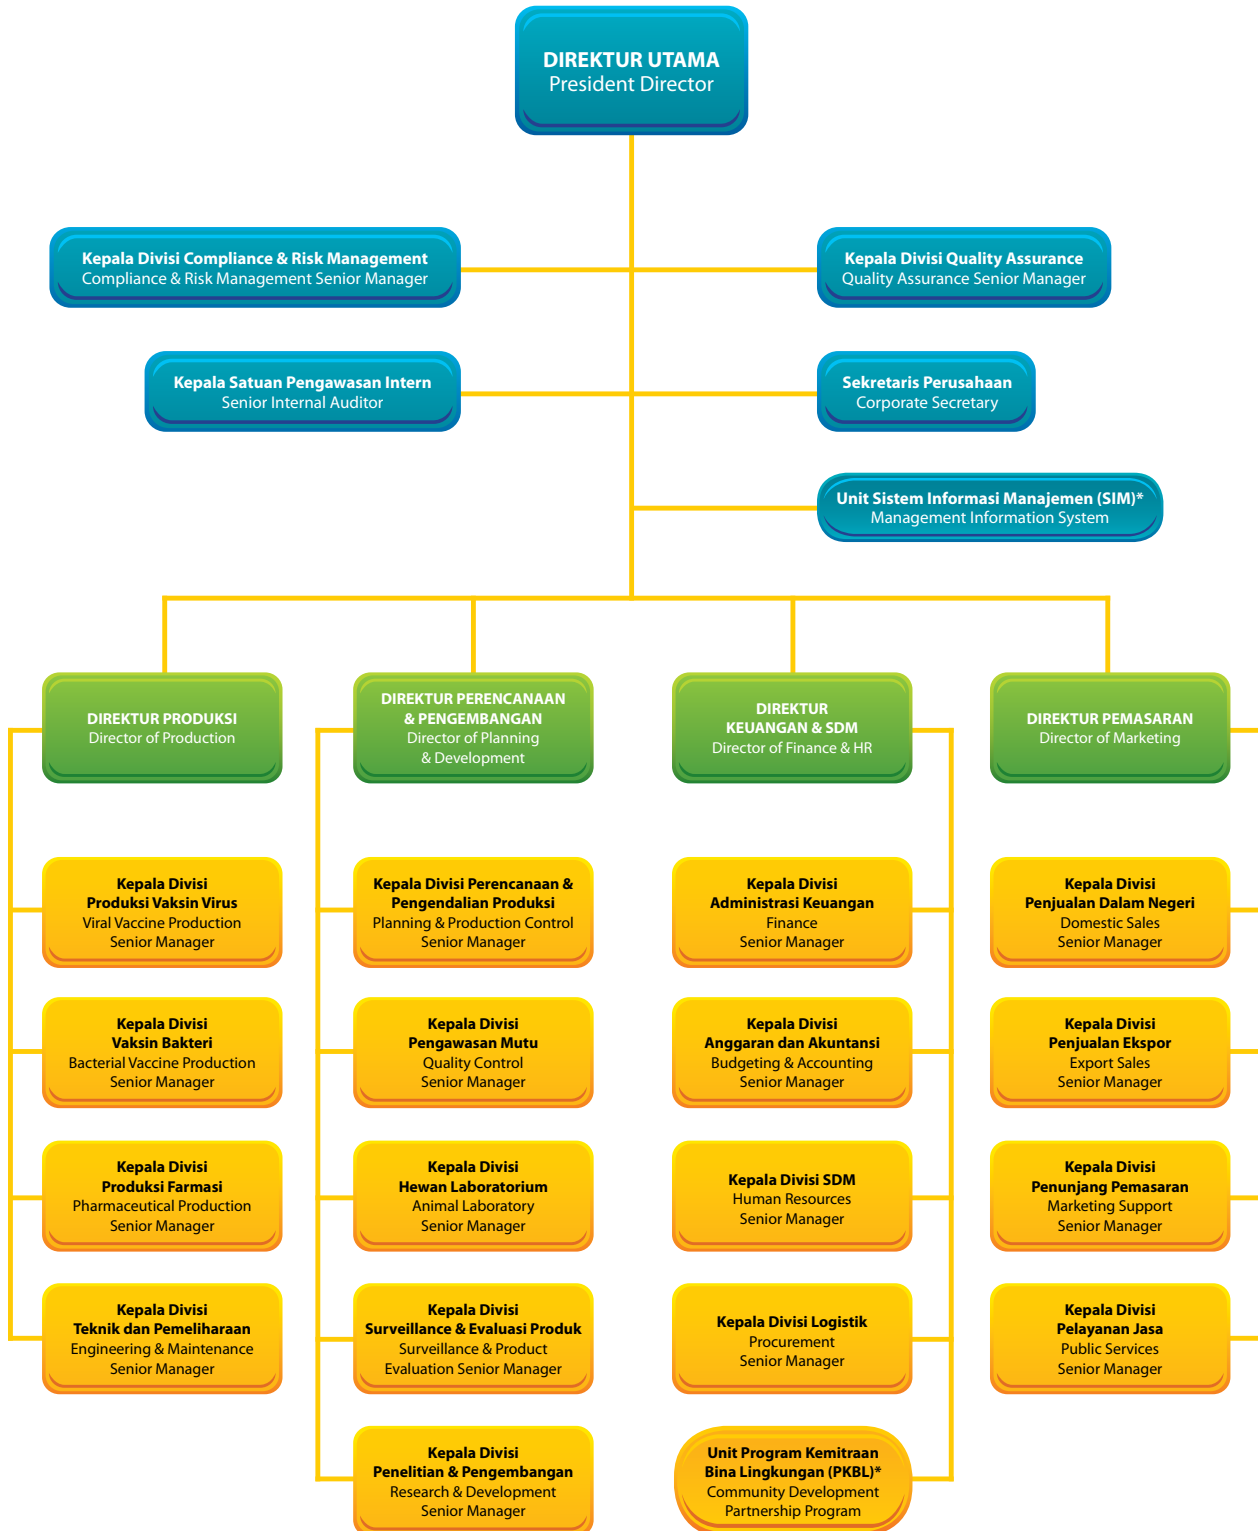 DIREKTUR UTAMA
President Director
Kepala Divisi Compliance & Risk Management
Compliance & Risk Management Senior Manager
Kepala Divisi Quality Assurance
Quality Assurance Senior Manager
Kepala Satuan Pengawasan Intern
Senior Internal Auditor
Sekretaris Perusahaan
Corporate Secretary
Unit Sistem Informasi Manajemen (SIM)*
Management Information System
DIREKTUR PRODUKSI
Director of Production
DIREKTUR PERENCANAAN
& PENGEMBANGAN
Director of Planning
& Development
DIREKTUR
KEUANGAN & SDM
Director of Finance & HR
DIREKTUR PEMASARAN
Director of Marketing
Kepala Divisi
Produksi Vaksin Virus
Viral Vaccine Production
Senior Manager
Kepala Divisi Perencanaan &
Pengendalian Produksi
Planning & Production Control
Senior Manager
Kepala Divisi
Administrasi Keuangan
Finance
Senior Manager
Kepala Divisi
Penjualan Dalam Negeri
Domestic Sales
Senior Manager
Kepala Divisi
Vaksin Bakteri
Bacterial Vaccine Production
Senior Manager
Kepala Divisi
Pengawasan Mutu
Quality Control
Senior Manager
Kepala Divisi
Anggaran dan Akuntansi
Budgeting & Accounting
Senior Manager
Kepala Divisi
Penjualan Ekspor
Export Sales
Senior Manager
Kepala Divisi
Produksi Farmasi
Pharmaceutical Production
Senior Manager
Kepala Divisi
Hewan Laboratorium
Animal Laboratory
Senior Manager
Kepala Divisi SDM
Human Resources
Senior Manager
Kepala Divisi
Penunjang Pemasaran
Marketing Support
Senior Manager
Kepala Divisi
Teknik dan Pemeliharaan
Engineering & Maintenance
Senior Manager
Kepala Divisi
Surveillance & Evaluasi Produk
Surveillance & Product
Evaluation Senior Manager
Kepala Divisi Logistik
Procurement
Senior Manager
Kepala Divisi
Pelayanan Jasa
Public Services
Senior Manager
Kepala Divisi
Penelitian & Pengembangan
Research & Development
Senior Manager
Unit Program Kemitraan
Bina Lingkungan (PKBL)*
Community Development
Partnership Program